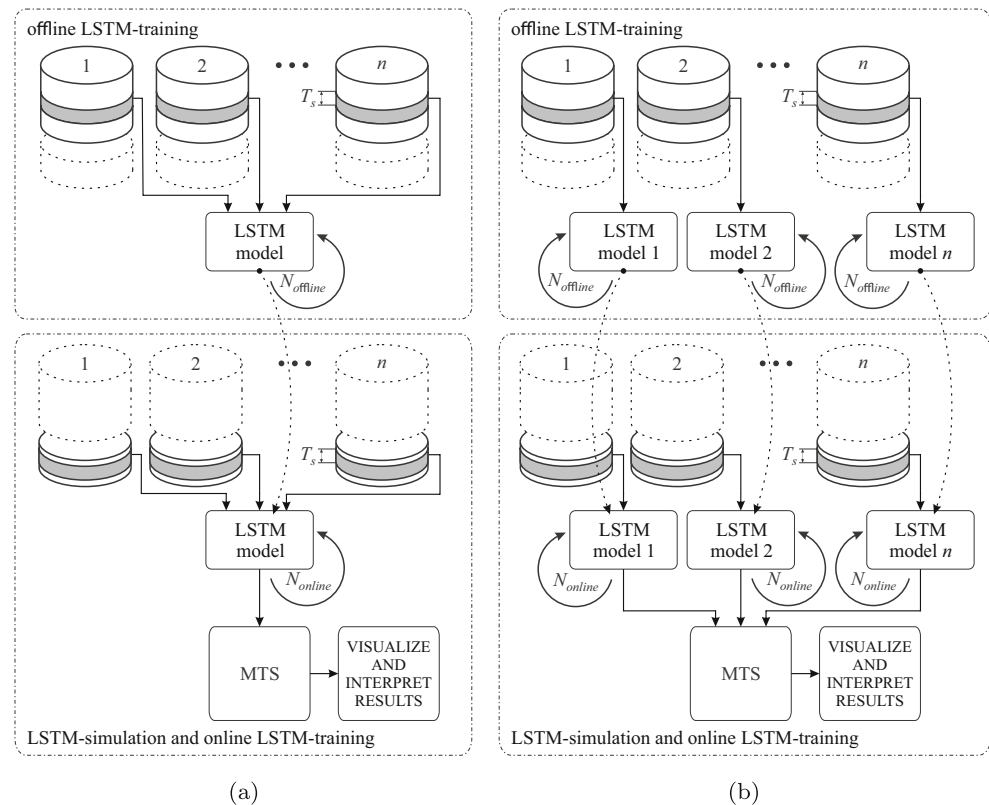 offline LSTM-training
1
2
n
T_s
LSTM
model
N_offline
1
2
n
T_s
LSTM
model
N_online
MTS
VISUALIZE
AND
INTERPRET
RESULTS
LSTM-simulation and online LSTM-training
(a)
offline LSTM-training
1
2
n
T_s
LSTM
model 1
LSTM
model 2
LSTM
model n
N_offline
N_offline
N_offline
1
2
n
T_s
LSTM
model 1
LSTM
model 2
LSTM
model n
N_online
N_online
N_online
MTS
VISUALIZE
AND
INTERPRET
RESULTS
LSTM-simulation and online LSTM-training
(b)